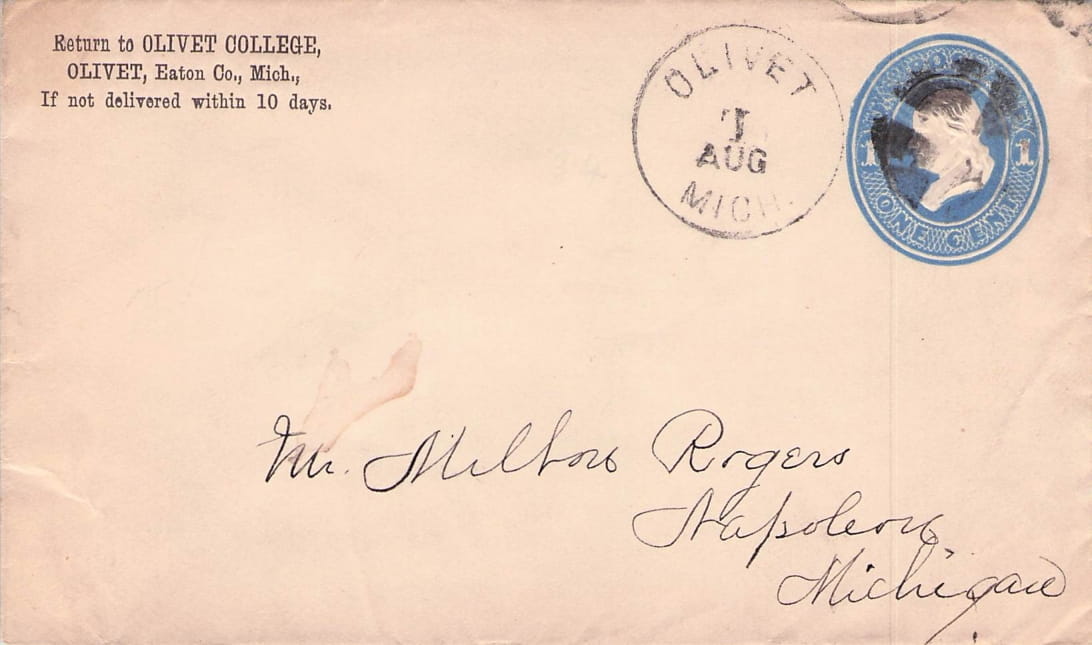 Return to OLIVET COLLEGE,
OLIVET, Eaton Co., Mich.,
If not delivered within 10 days.
OLIVET
1
AUG
MICH.
1 1
ONE CENT
Mr. Milton Rogers
Napoleon,
Michigan